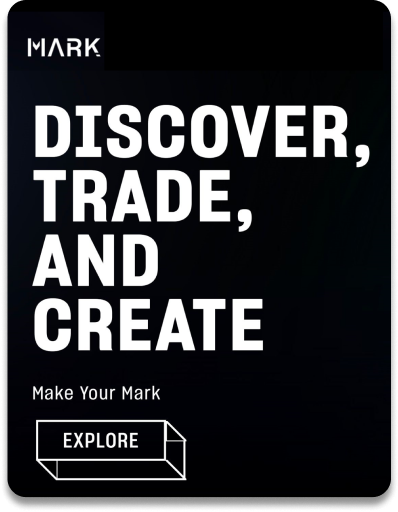 MARK
DISCOVER,
TRADE,
AND
CREATE
Make Your Mark
EXPLORE